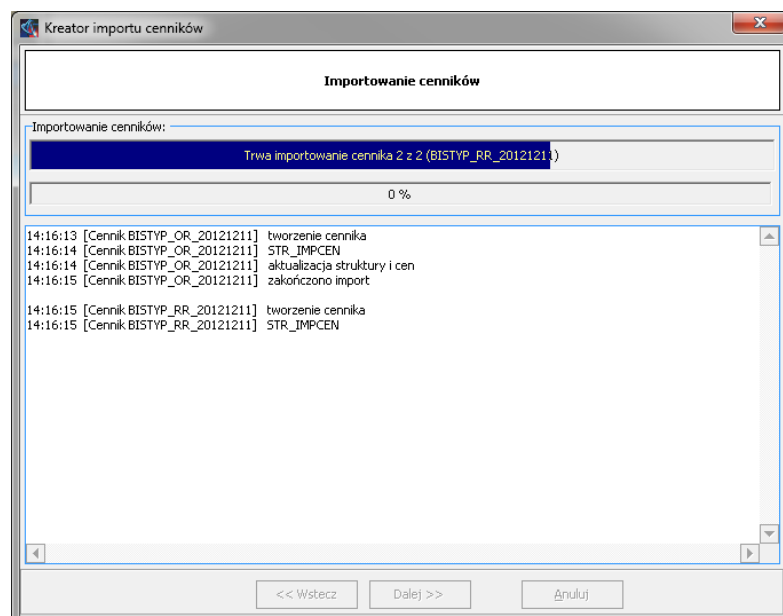 Kreator importu cenników
Importowanie cenników
Importowanie cenników:
Trwa importowanie cennika 2 z 2 (BISTYP_RR_20121211)
0 %
14:16:13 [Cennik BISTYP_OR_20121211] tworzenie cennika
14:16:14 [Cennik BISTYP_OR_20121211] STR_IMPCEN
14:16:14 [Cennik BISTYP_OR_20121211] aktualizacja struktury i cen
14:16:15 [Cennik BISTYP_OR_20121211] zakończono import
14:16:15 [Cennik BISTYP_RR_20121211] tworzenie cennika
14:16:15 [Cennik BISTYP_RR_20121211] STR_IMPCEN
<< Wstecz Dalej >> Anuluj